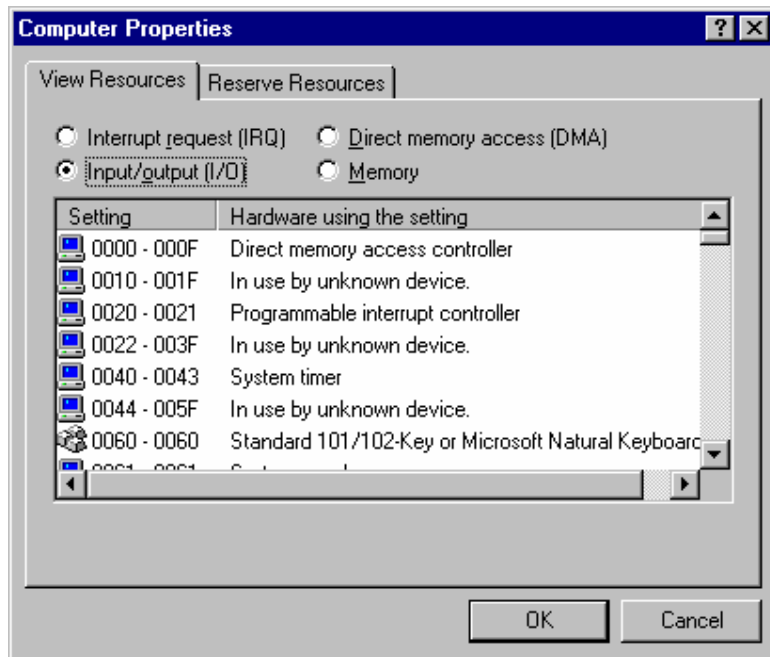 Computer Properties
View Resources
Reserve Resources
Interrupt request (IRQ)
Direct memory access (DMA)
Input/output (I/O)
Memory
Setting
Hardware using the setting
0000 - 000F Direct memory access controller
0010 - 001F In use by unknown device.
0020 - 0021 Programmable interrupt controller
0022 - 003F In use by unknown device.
0040 - 0043 System timer
0044 - 005F In use by unknown device.
0060 - 0060 Standard 101/102-Key or Microsoft Natural
OK
Cancel